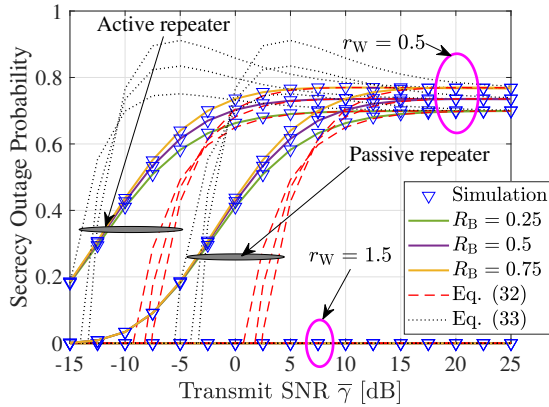 Active repeater
r_W = 0.5
Passive repeater
r_W = 1.5
Simulation
R_B = 0.25
R_B = 0.5
R_B = 0.75
Eq. (32)
Eq. (33)
Secrecy Outage Probability
1
0.8
0.6
0.4
0.2
0
-15 -10 -5 0 5 10 15 20 25
Transmit SNR γ̅ [dB]